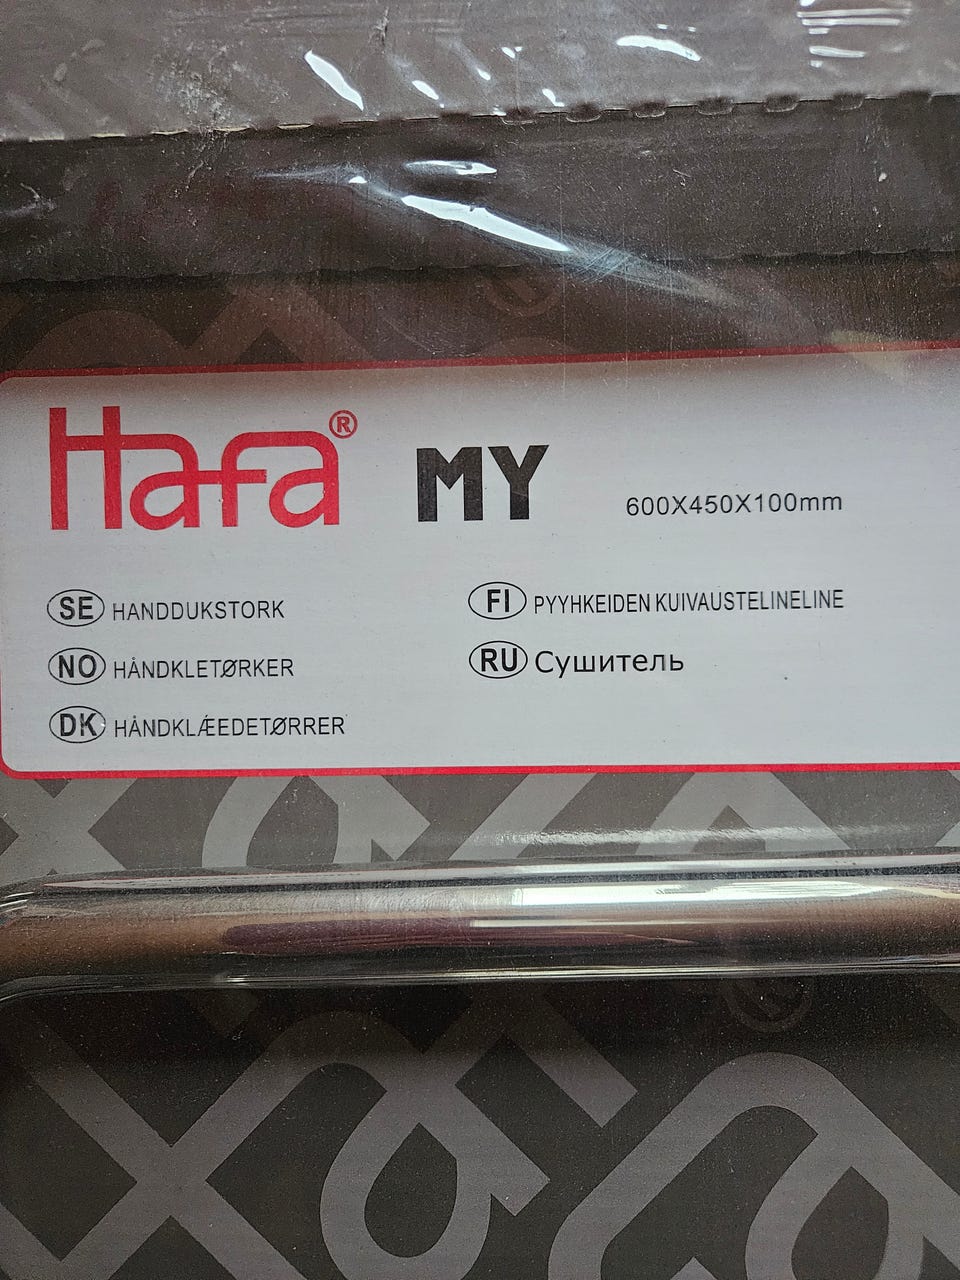 Hafa® MY 600X450X100mm
SE HANDDUKSTORK
NO HÅNDKLETØRKER
DK HÅNDKLÆEDETØRRER
FI PYYHKEIDEN KUIVAUSTELINELINE
RU Сушитель